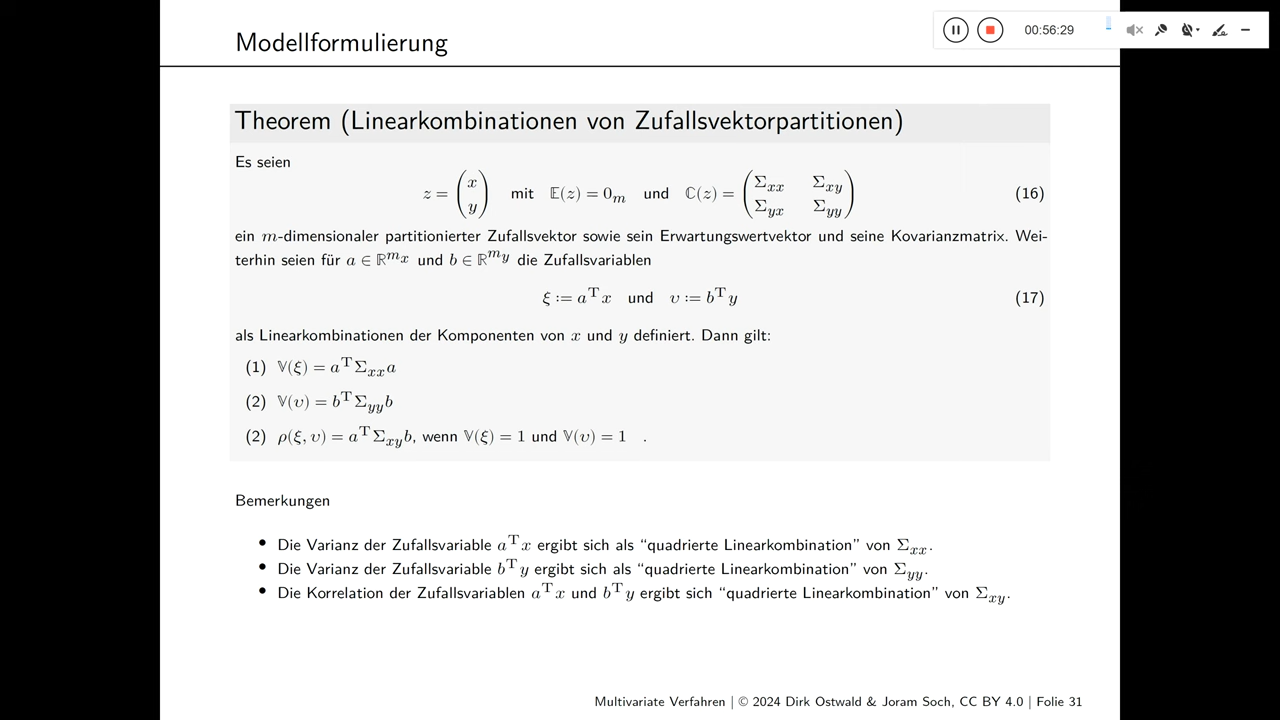 Modellformulierung
00:56:29
Theorem (Linearkombinationen von Zufallsvektorpartitionen)
Es seien
z = (x y) mit 𝔼(z) = 0_m und ℂ(z) = (Σ_xx Σ_xy Σ_yx Σ_yy) (16)
ein m-dimensionaler partitionierter Zufallsvektor sowie sein Erwartungswertvektor und seine Kovarianzmatrix. Wei-
terhin seien für a ∈ ℝ^{m_x} und b ∈ ℝ^{m_y} die Zufallsvariablen
ξ := a^T x und υ := b^T y (17)
als Linearkombinationen der Komponenten von x und y definiert. Dann gilt:
(1) 𝕍(ξ) = a^T Σ_xx a
(2) 𝕍(υ) = b^T Σ_yy b
(2) ρ(ξ, υ) = a^T Σ_xy b, wenn 𝕍(ξ) = 1 und 𝕍(υ) = 1 .
Bemerkungen
• Die Varianz der Zufallsvariable a^T x ergibt sich als “quadrierte Linearkombination” von Σ_xx.
• Die Varianz der Zufallsvariable b^T y ergibt sich als “quadrierte Linearkombination” von Σ_yy.
• Die Korrelation der Zufallsvariablen a^T x und b^T y ergibt sich “quadrierte Linearkombination” von Σ_xy.
Multivariate Verfahren | © 2024 Dirk Ostwald & Joram Soch, CC BY 4.0 | Folie 31